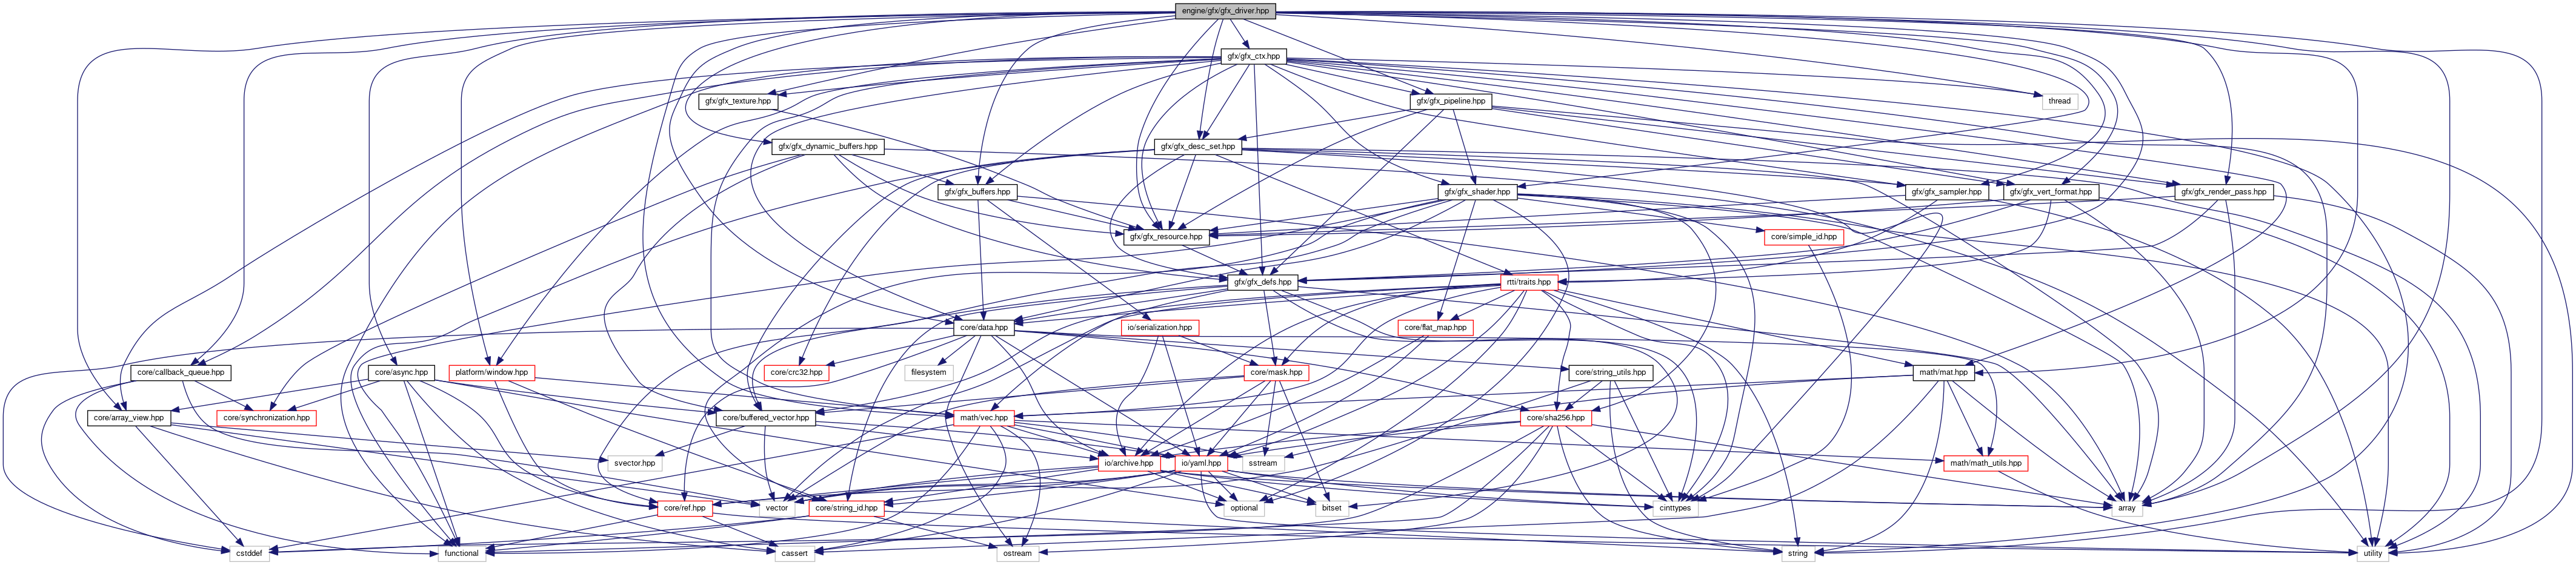 engine/gfx/gfx_driver.hpp
gfx/gfx_ctx.hpp
gfx/gfx_texture.hpp
gfx/gfx_pipeline.hpp
thread
gfx/gfx_dynamic_buffers.hpp
gfx/gfx_desc_set.hpp
gfx/gfx_buffers.hpp
gfx/gfx_shader.hpp
gfx/gfx_sampler.hpp
gfx/gfx_vert_format.hpp
gfx/gfx_render_pass.hpp
gfx/gfx_resource.hpp
core/simple_id.hpp
gfx/gfx_defs.hpp
rtti/traits.hpp
core/data.hpp
io/serialization.hpp
core/flat_map.hpp
core/callback_queue.hpp
core/async.hpp
platform/window.hpp
core/crc32.hpp
filesystem
core/mask.hpp
core/string_utils.hpp
math/mat.hpp
core/array_view.hpp
core/synchronization.hpp
core/buffered_vector.hpp
math/vec.hpp
core/sha256.hpp
svector.hpp
io/archive.hpp
io/yaml.hpp
sstream
math/math_utils.hpp
core/ref.hpp
vector
core/string_id.hpp
optional
bitset
cinttypes
array
cstddef
functional
cassert
ostream
string
utility